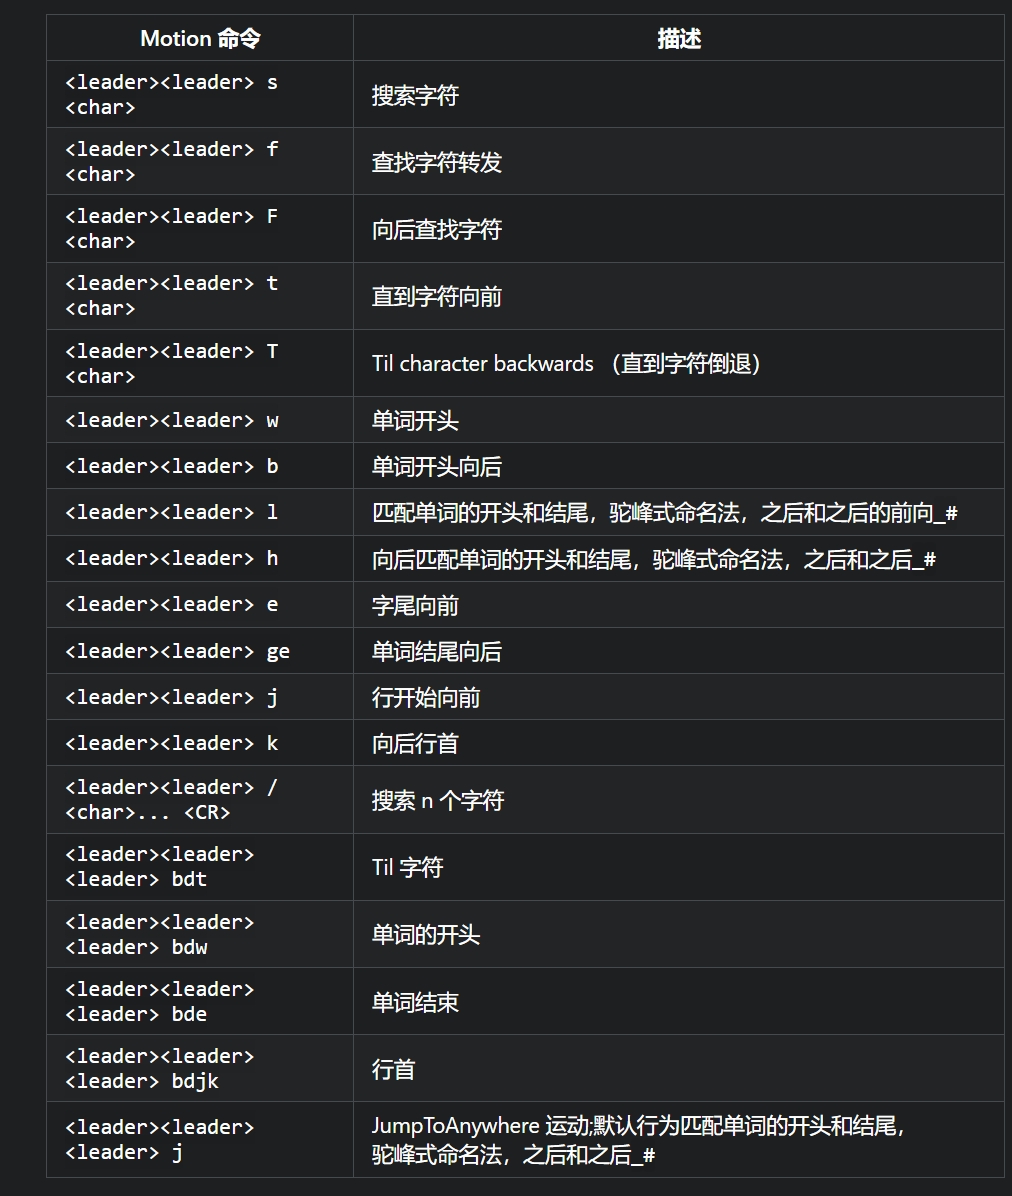 Motion 命令 描述
<leader><leader> s
<char>
搜索字符
<leader><leader> f
<char>
查找字符转发
<leader><leader> F
<char>
向后查找字符
<leader><leader> t
<char>
直到字符向前
<leader><leader> T
<char>
Til character backwards （直到字符倒退）
<leader><leader> w 单词开头
<leader><leader> b 单词开头向后
<leader><leader> l 匹配单词的开头和结尾，驼峰式命名法，之后和之后的前向_#
<leader><leader> h 向后匹配单词的开头和结尾，驼峰式命名法，之后和之后_#
<leader><leader> e 字尾向前
<leader><leader> ge 单词结尾向后
<leader><leader> j 行开始向前
<leader><leader> k 向后行首
<leader><leader> /
<char>... <CR>
搜索 n 个字符
<leader><leader>
<leader> bdt
Til 字符
<leader><leader>
<leader> bdw
单词的开头
<leader><leader>
<leader> bde
单词结束
<leader><leader>
<leader> bdjk
行首
<leader><leader>
<leader> j
JumpToAnywhere 运动;默认行为匹配单词的开头和结尾，
驼峰式命名法，之后和之后_#